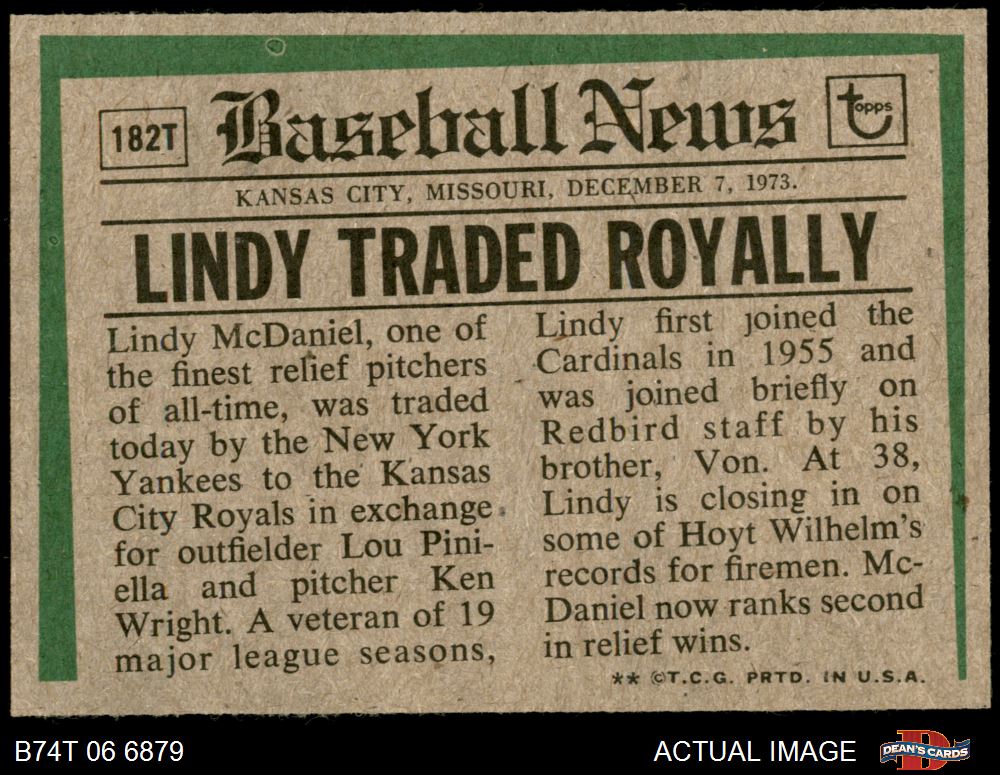 182T
Baseball News
topps
KANSAS CITY, MISSOURI, DECEMBER 7, 1973.
LINDY TRADED ROYALLY
Lindy McDaniel, one of
the finest relief pitchers
of all-time, was traded
today by the New York
Yankees to the Kansas
City Royals in exchange
for outfielder Lou Pini-
ella and pitcher Ken
Wright. A veteran of 19
major league seasons,
Lindy first joined the
Cardinals in 1955 and
was joined briefly on
Redbird staff by his
brother, Von. At 38,
Lindy is closing in on
some of Hoyt Wilhelm's
records for firemen. Mc-
Daniel now ranks second
in relief wins.
** ©T.C.G. PRTD. IN U.S.A.
B74T 06 6879
ACTUAL IMAGE
D
DEAN'S CARDS